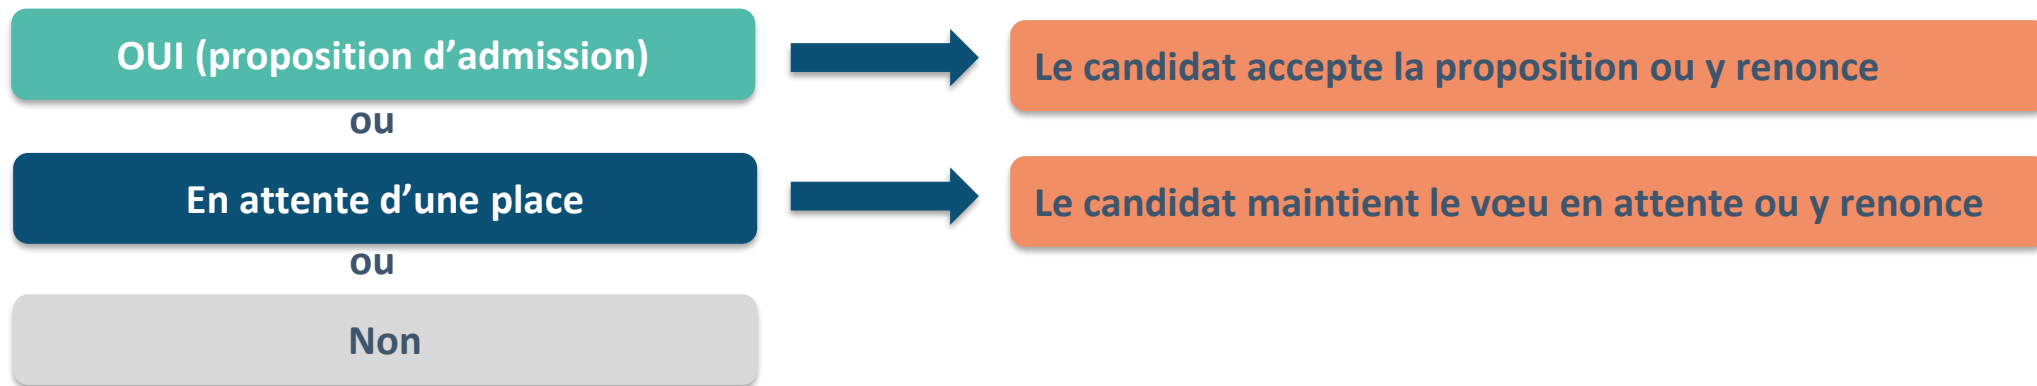 OUI (proposition d’admission)
Le candidat accepte la proposition ou y renonce
ou
En attente d’une place
Le candidat maintient le vœu en attente ou y renonce
ou
Non